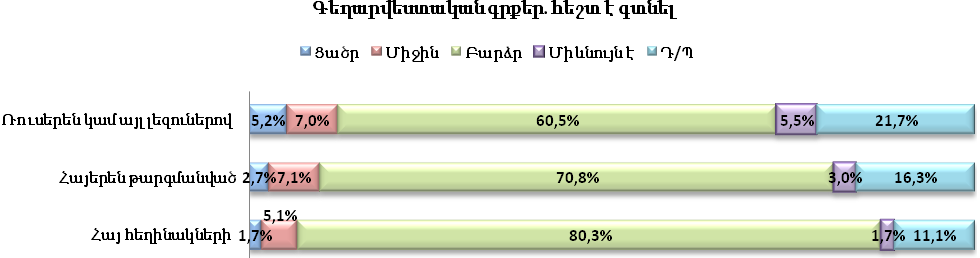 Գեղարվեստական գրքեր. հեշտ է գտնել
Ցածր Միջին Բարձր Միևնույն է Դ/Պ
Ռուսերեն կամ այլ լեզուներով 5,2% 7,0% 60,5% 5,5% 21,7%
Հայերեն թարգմանված 2,7% 7,1% 70,8% 3,0% 16,3%
Հայ հեղինակների 1,7% 5,1% 80,3% 1,7% 11,1%